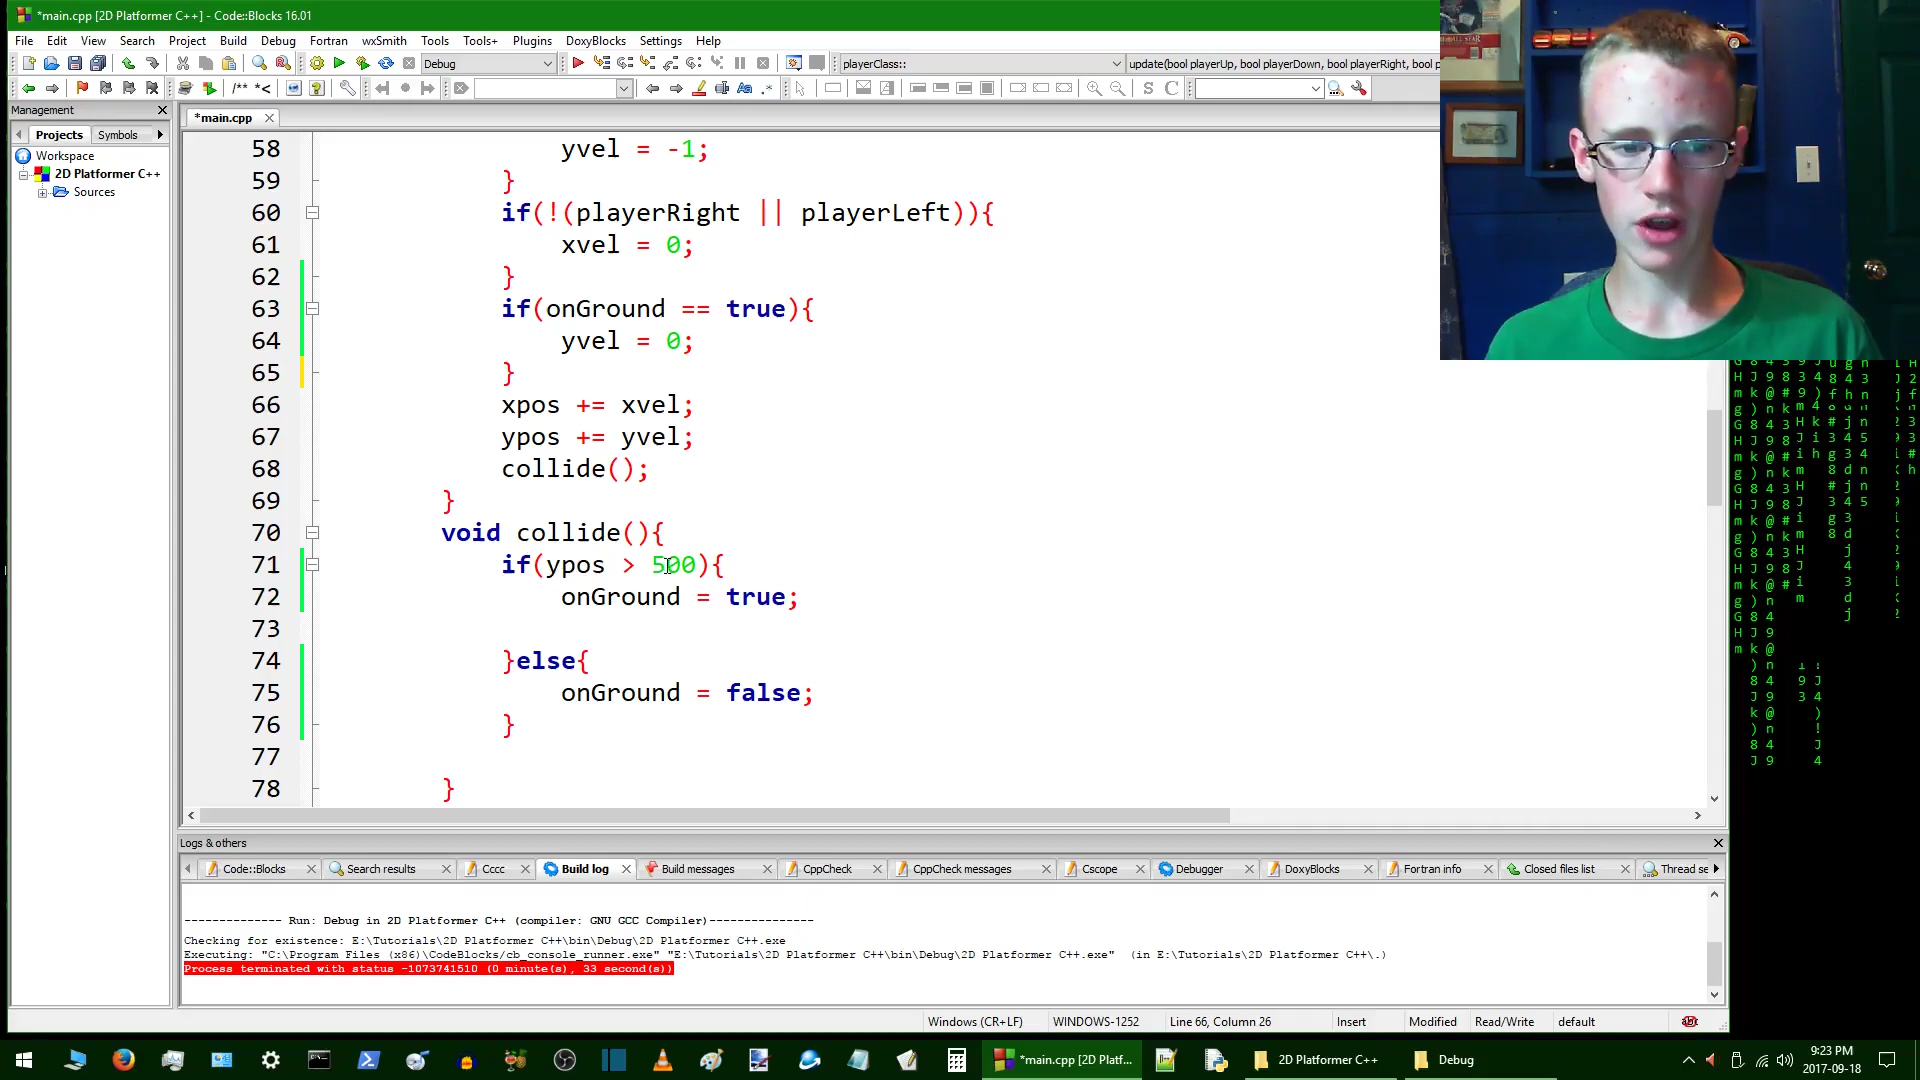 *main.cpp [2D Platformer C++] - Code::Blocks 16.01
File Edit View Search Project Build Debug Fortran wxSmith Tools Tools+ Plugins DoxyBlocks Settings Help
Debug playerClass:: update(bool playerUp, bool playerDown, bool playerRight, bool p
/** *< Aa .* S C
Management
*main.cpp
Projects Symbols
Workspace
2D Platformer C++
Sources
58 yvel = -1;
59 }
60 if(!(playerRight || playerLeft)){
61 xvel = 0;
62 }
63 if(onGround == true){
64 yvel = 0;
65 }
66 xpos += xvel;
67 ypos += yvel;
68 collide();
69 }
70 void collide(){
71 if(ypos > 500){
72 onGround = true;
73
74 }else{
75 onGround = false;
76 }
77
78 }
Logs & others
Code::Blocks Search results Cccc Build log Build messages CppCheck CppCheck messages Cscope Debugger DoxyBlocks Fortran info Closed files list Thread se
-------------- Run: Debug in 2D Platformer C++ (compiler: GNU GCC Compiler)---------------
Checking for existence: E:\Tutorials\2D Platformer C++\bin\Debug\2D Platformer C++.exe
Executing: "C:\Program Files (x86)\CodeBlocks/cb_console_runner.exe" "E:\Tutorials\2D Platformer C++\bin\Debug\2D Platformer C++.exe" (in E:\Tutorials\2D Platformer C++\.)
Process terminated with status -1073741510 (0 minute(s), 33 second(s))
Windows (CR+LF) WINDOWS-1252 Line 66, Column 26 Insert Modified Read/Write default
*main.cpp [2D Platf... 2D Platformer C++ Debug
9:23 PM
2017-09-18